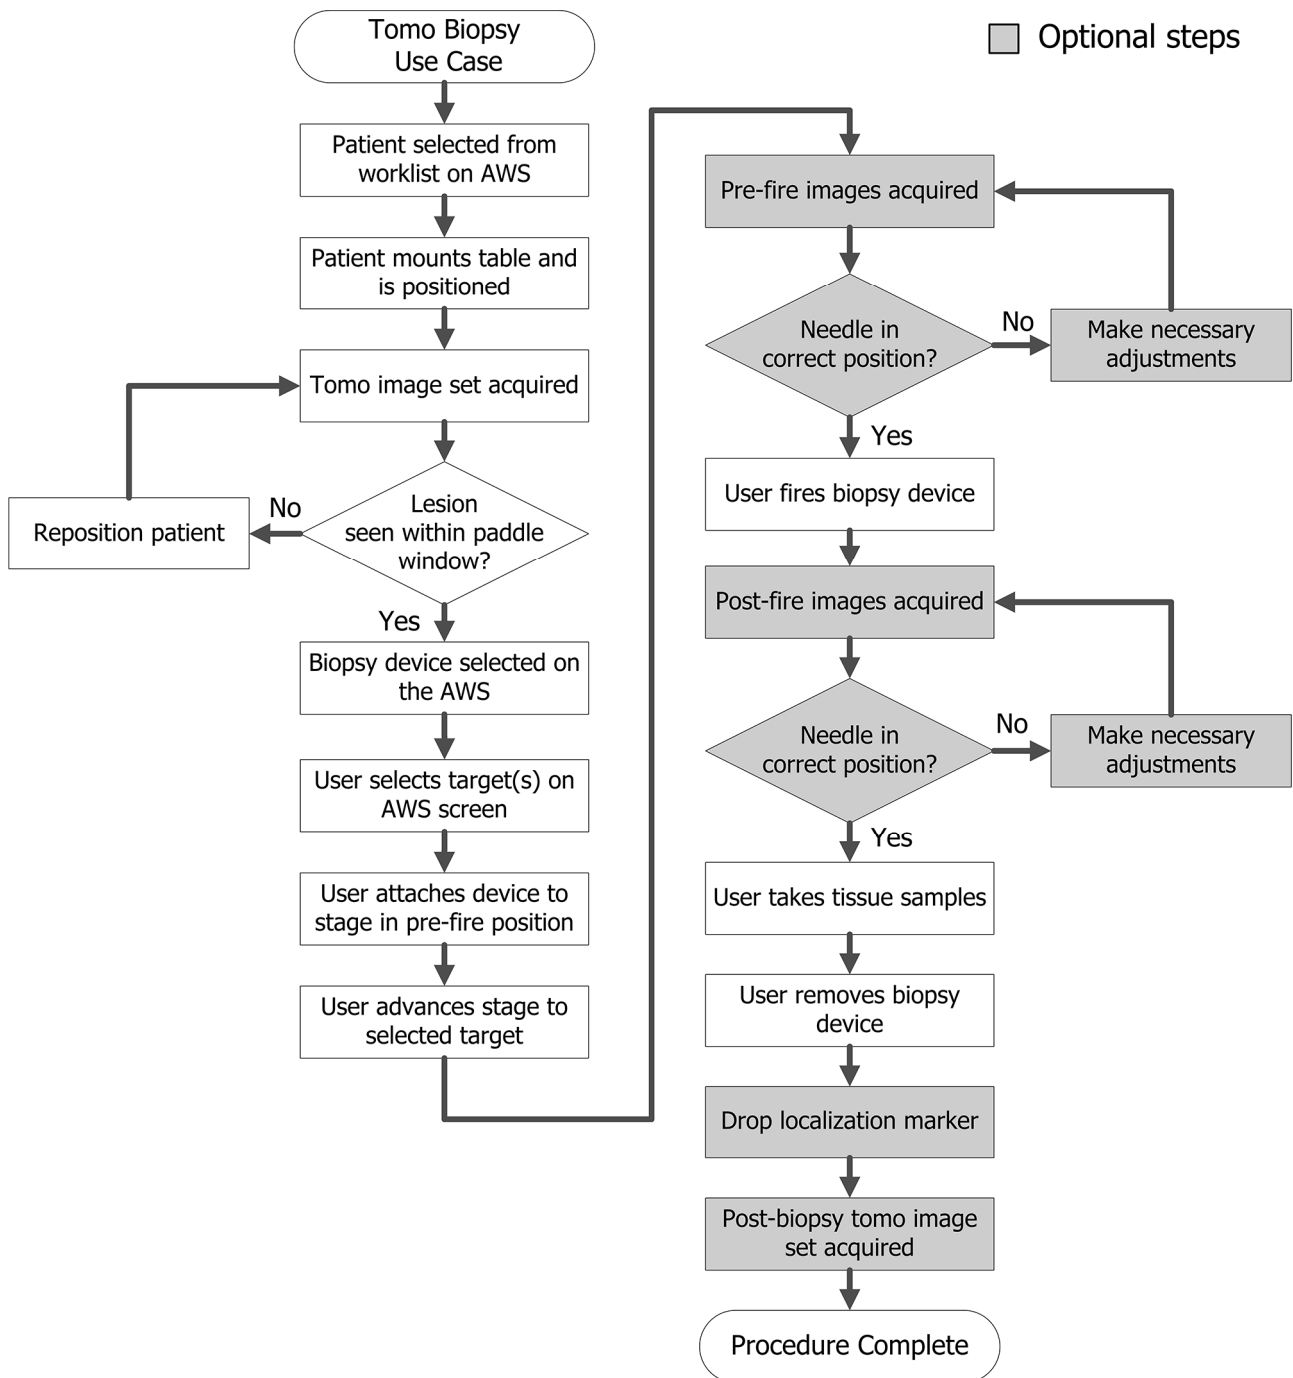 Tomo Biopsy
Use Case
Optional steps
Patient selected from
worklist on AWS
Patient mounts table and
is positioned
Tomo image set acquired
Lesion
seen within paddle
window?
No
Reposition patient
Yes
Biopsy device selected on
the AWS
User selects target(s) on
AWS screen
User attaches device to
stage in pre-fire position
User advances stage to
selected target
Pre-fire images acquired
Needle in
correct position?
No
Make necessary
adjustments
Yes
User fires biopsy device
Post-fire images acquired
Needle in
correct position?
No
Make necessary
adjustments
Yes
User takes tissue samples
User removes biopsy
device
Drop localization marker
Post-biopsy tomo image
set acquired
Procedure Complete